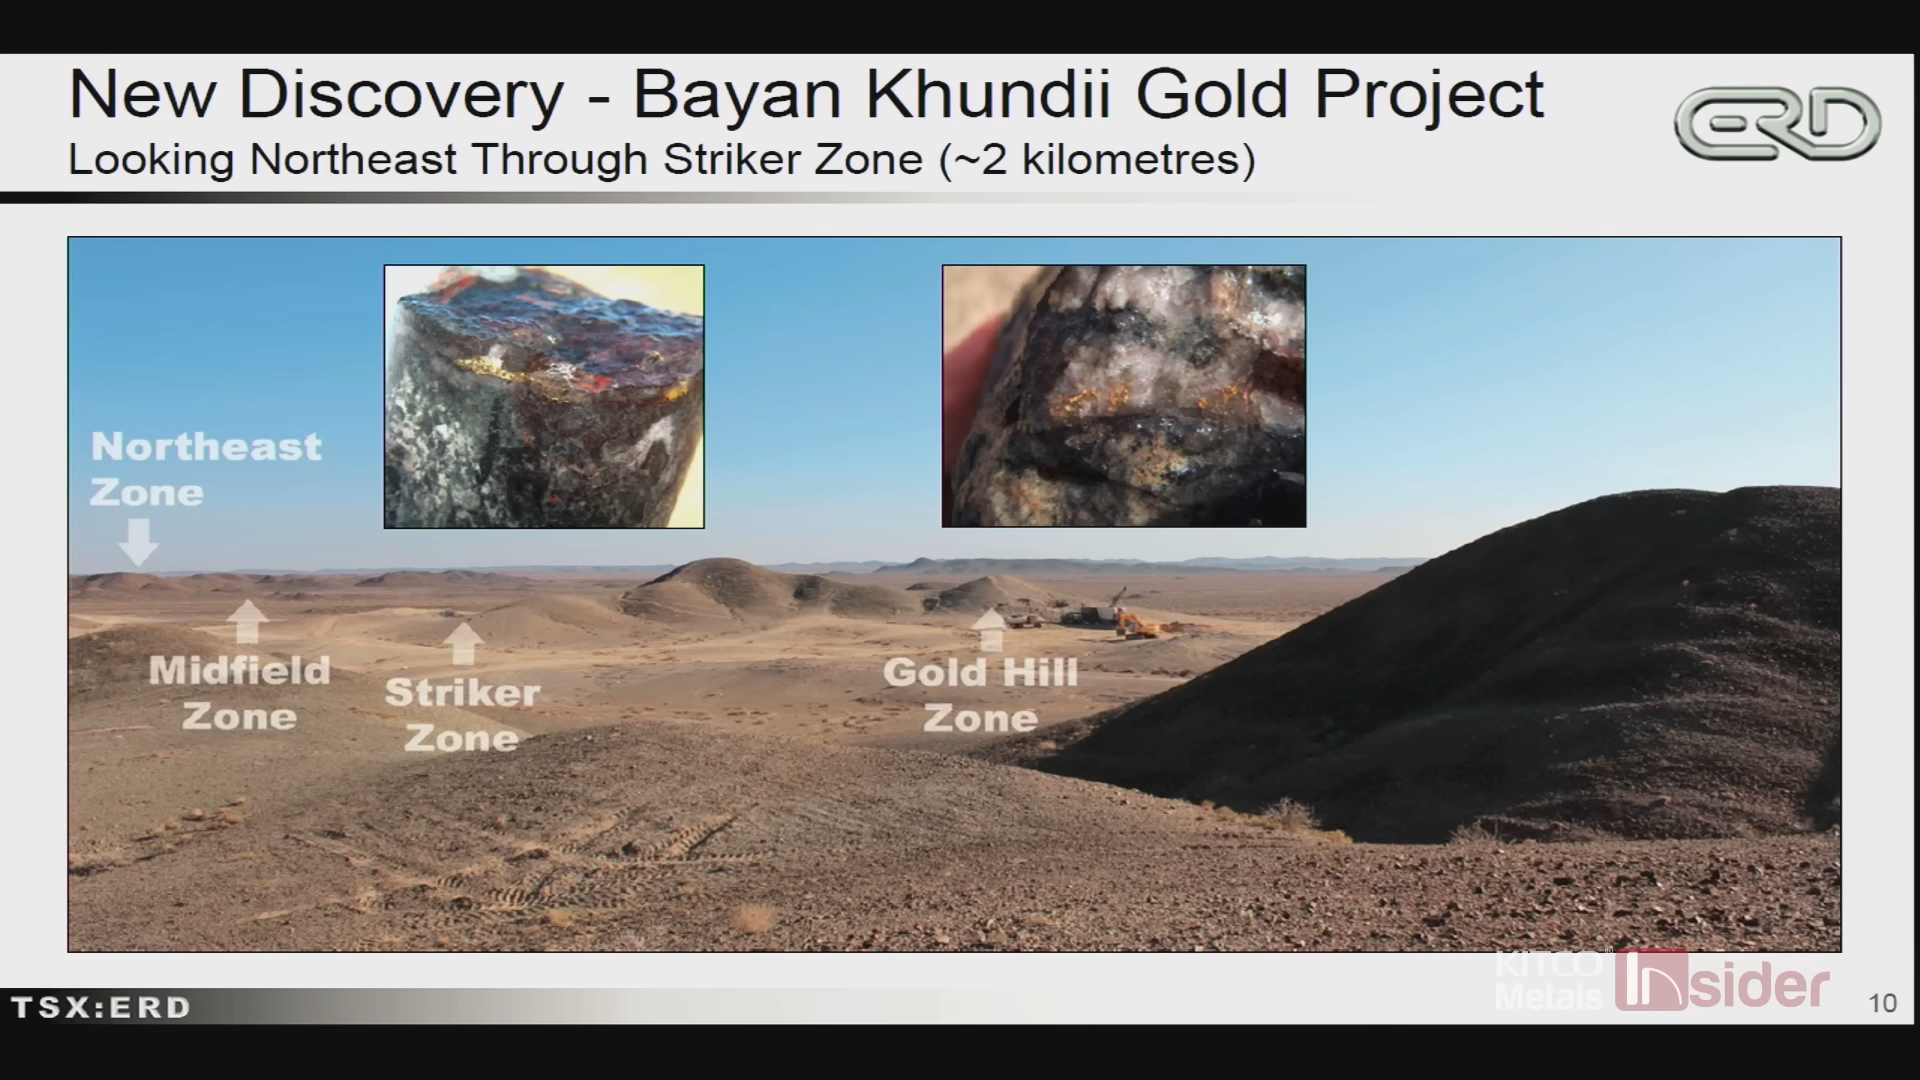 New Discovery - Bayan Khundii Gold Project
Looking Northeast Through Striker Zone (~2 kilometres)
ERD
Northeast
Zone
Midfield
Zone
Striker
Zone
Gold Hill
Zone
KITCO®
Metals
INsider
TSX:ERD
10